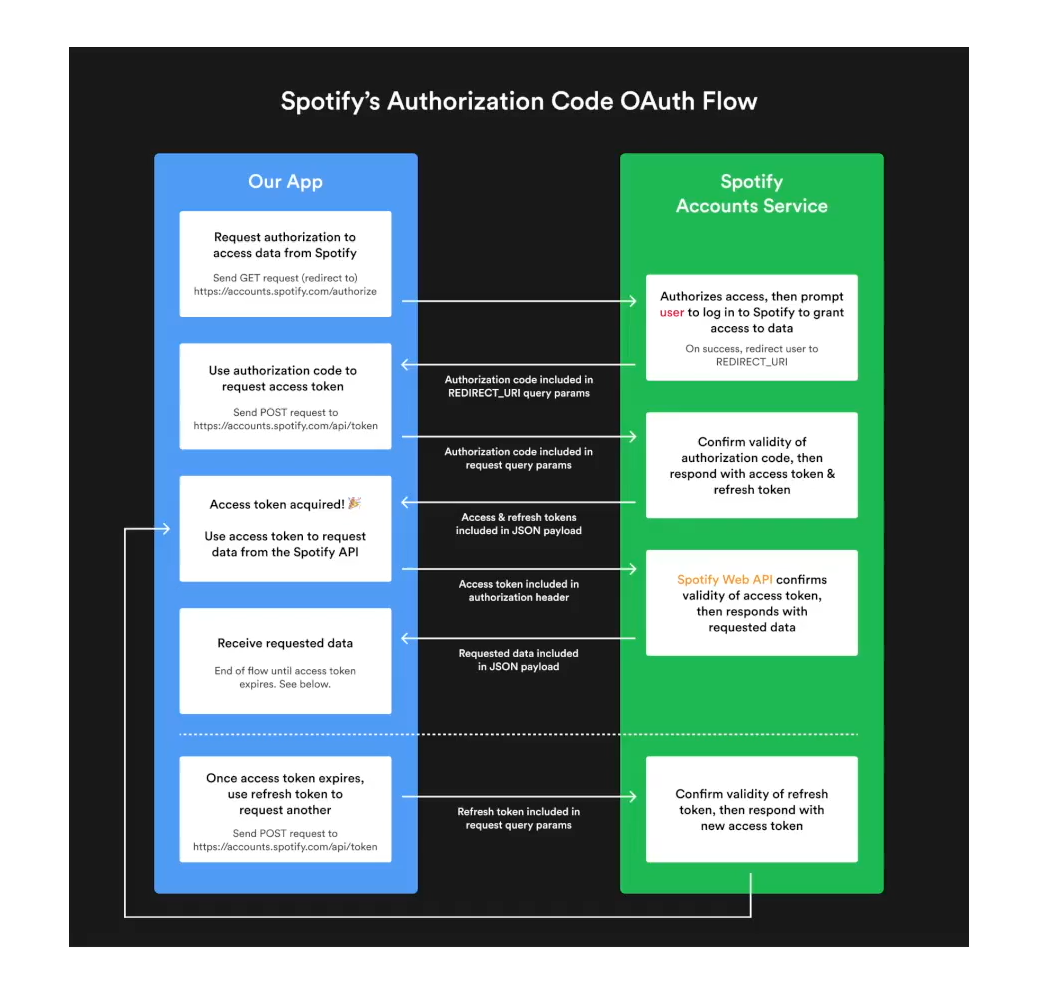 Spotify’s Authorization Code OAuth Flow
Our App
Request authorization to
access data from Spotify
Send GET request (redirect to)
https://accounts.spotify.com/authorize
Use authorization code to
request access token
Send POST request to
https://accounts.spotify.com/api/token
Access token acquired! 🎉
Use access token to request
data from the Spotify API
Receive requested data
End of flow until access token
expires. See below.
Once access token expires,
use refresh token to
request another
Send POST request to
https://accounts.spotify.com/api/token
Authorization code included in
REDIRECT_URI query params
Authorization code included in
request query params
Access & refresh tokens
included in JSON payload
Access token included in
authorization header
Requested data included
in JSON payload
Refresh token included in
request query params
Spotify
Accounts Service
Authorizes access, then prompt
user to log in to Spotify to grant
access to data
On success, redirect user to
REDIRECT_URI
Confirm validity of
authorization code, then
respond with access token &
refresh token
Spotify Web API confirms
validity of access token,
then responds with
requested data
Confirm validity of refresh
token, then respond with
new access token